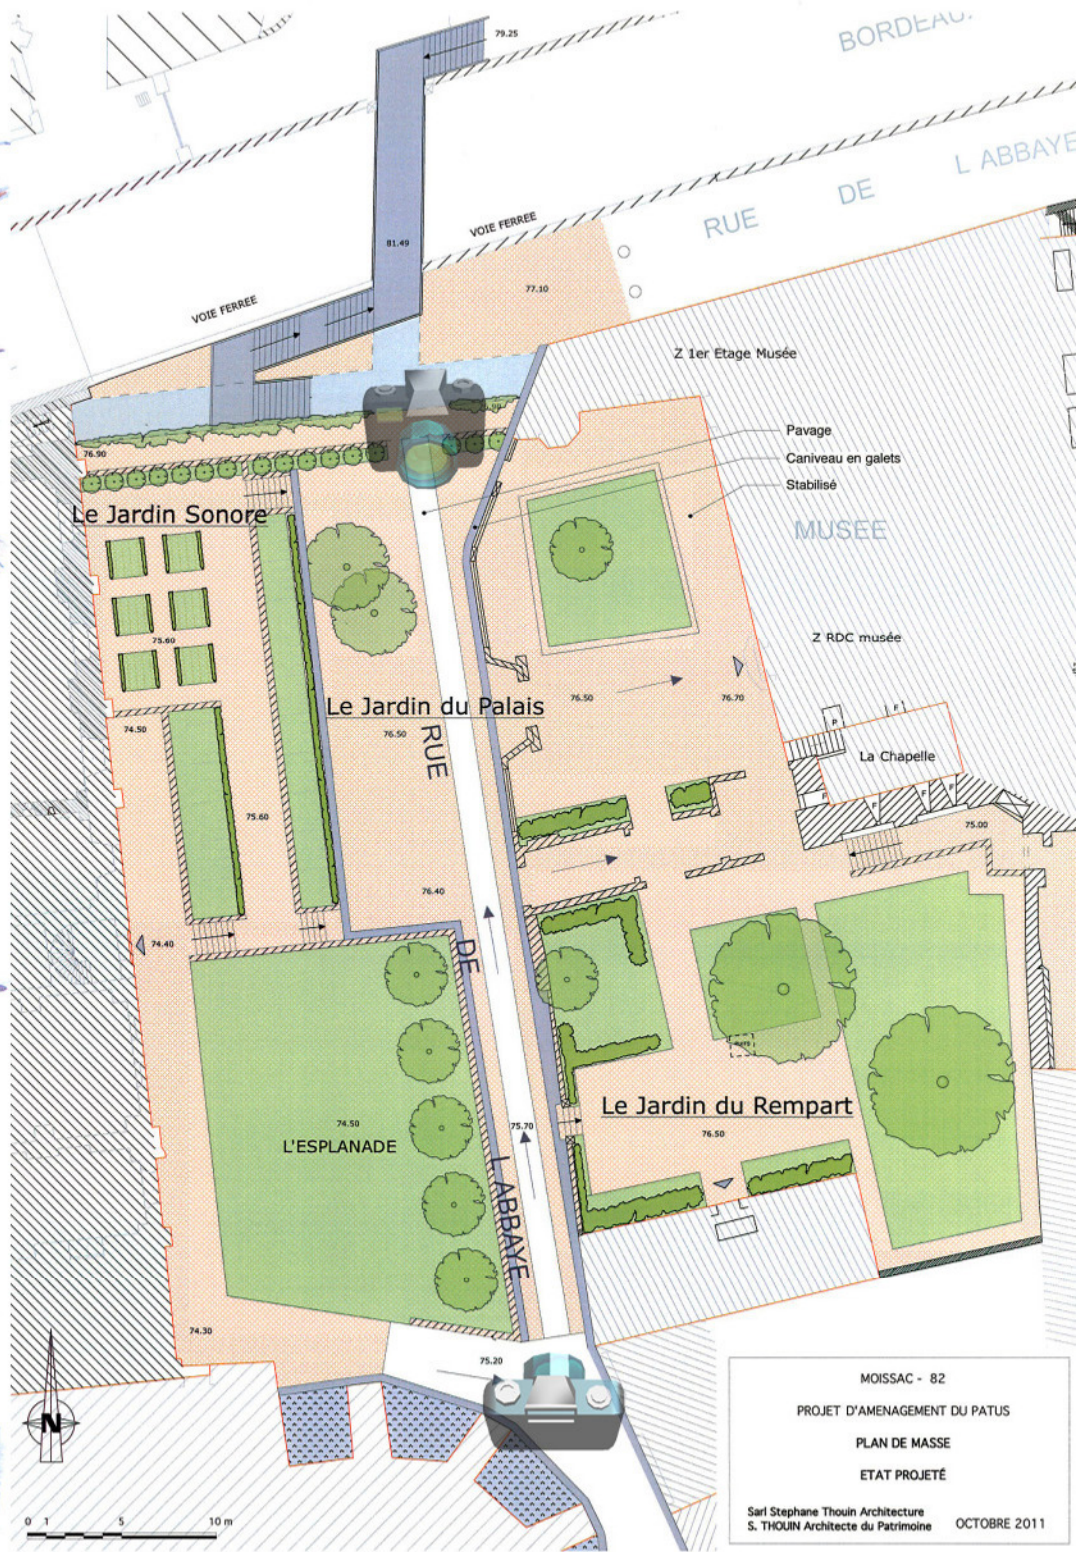 79.25
BORDEAU
L ABBAYE
DE
RUE
VOIE FERREE
81.49
77.10
VOIE FERREE
Z 1er Etage Musée
Pavage
76.90
Caniveau en galets
Stabilisé
Le Jardin Sonore
MUSEE
75.60
Z RDC musée
76.50
76.70
Le Jardin du Palais
74.50
76.50
RUE
P
F
La Chapelle
F
F
F
F
75.60
75.00
76.40
74.40
DE
Le Jardin du Rempart
74.50
75.70
76.50
L'ESPLANADE
L ABBAYE
74.30
75.20
N
MOISSAC - 82
PROJET D'AMENAGEMENT DU PATUS
PLAN DE MASSE
ETAT PROJETÉ
Sarl Stephane Thouin Architecture
S. THOUIN Architecte du Patrimoine OCTOBRE 2011
0 1 5 10 m